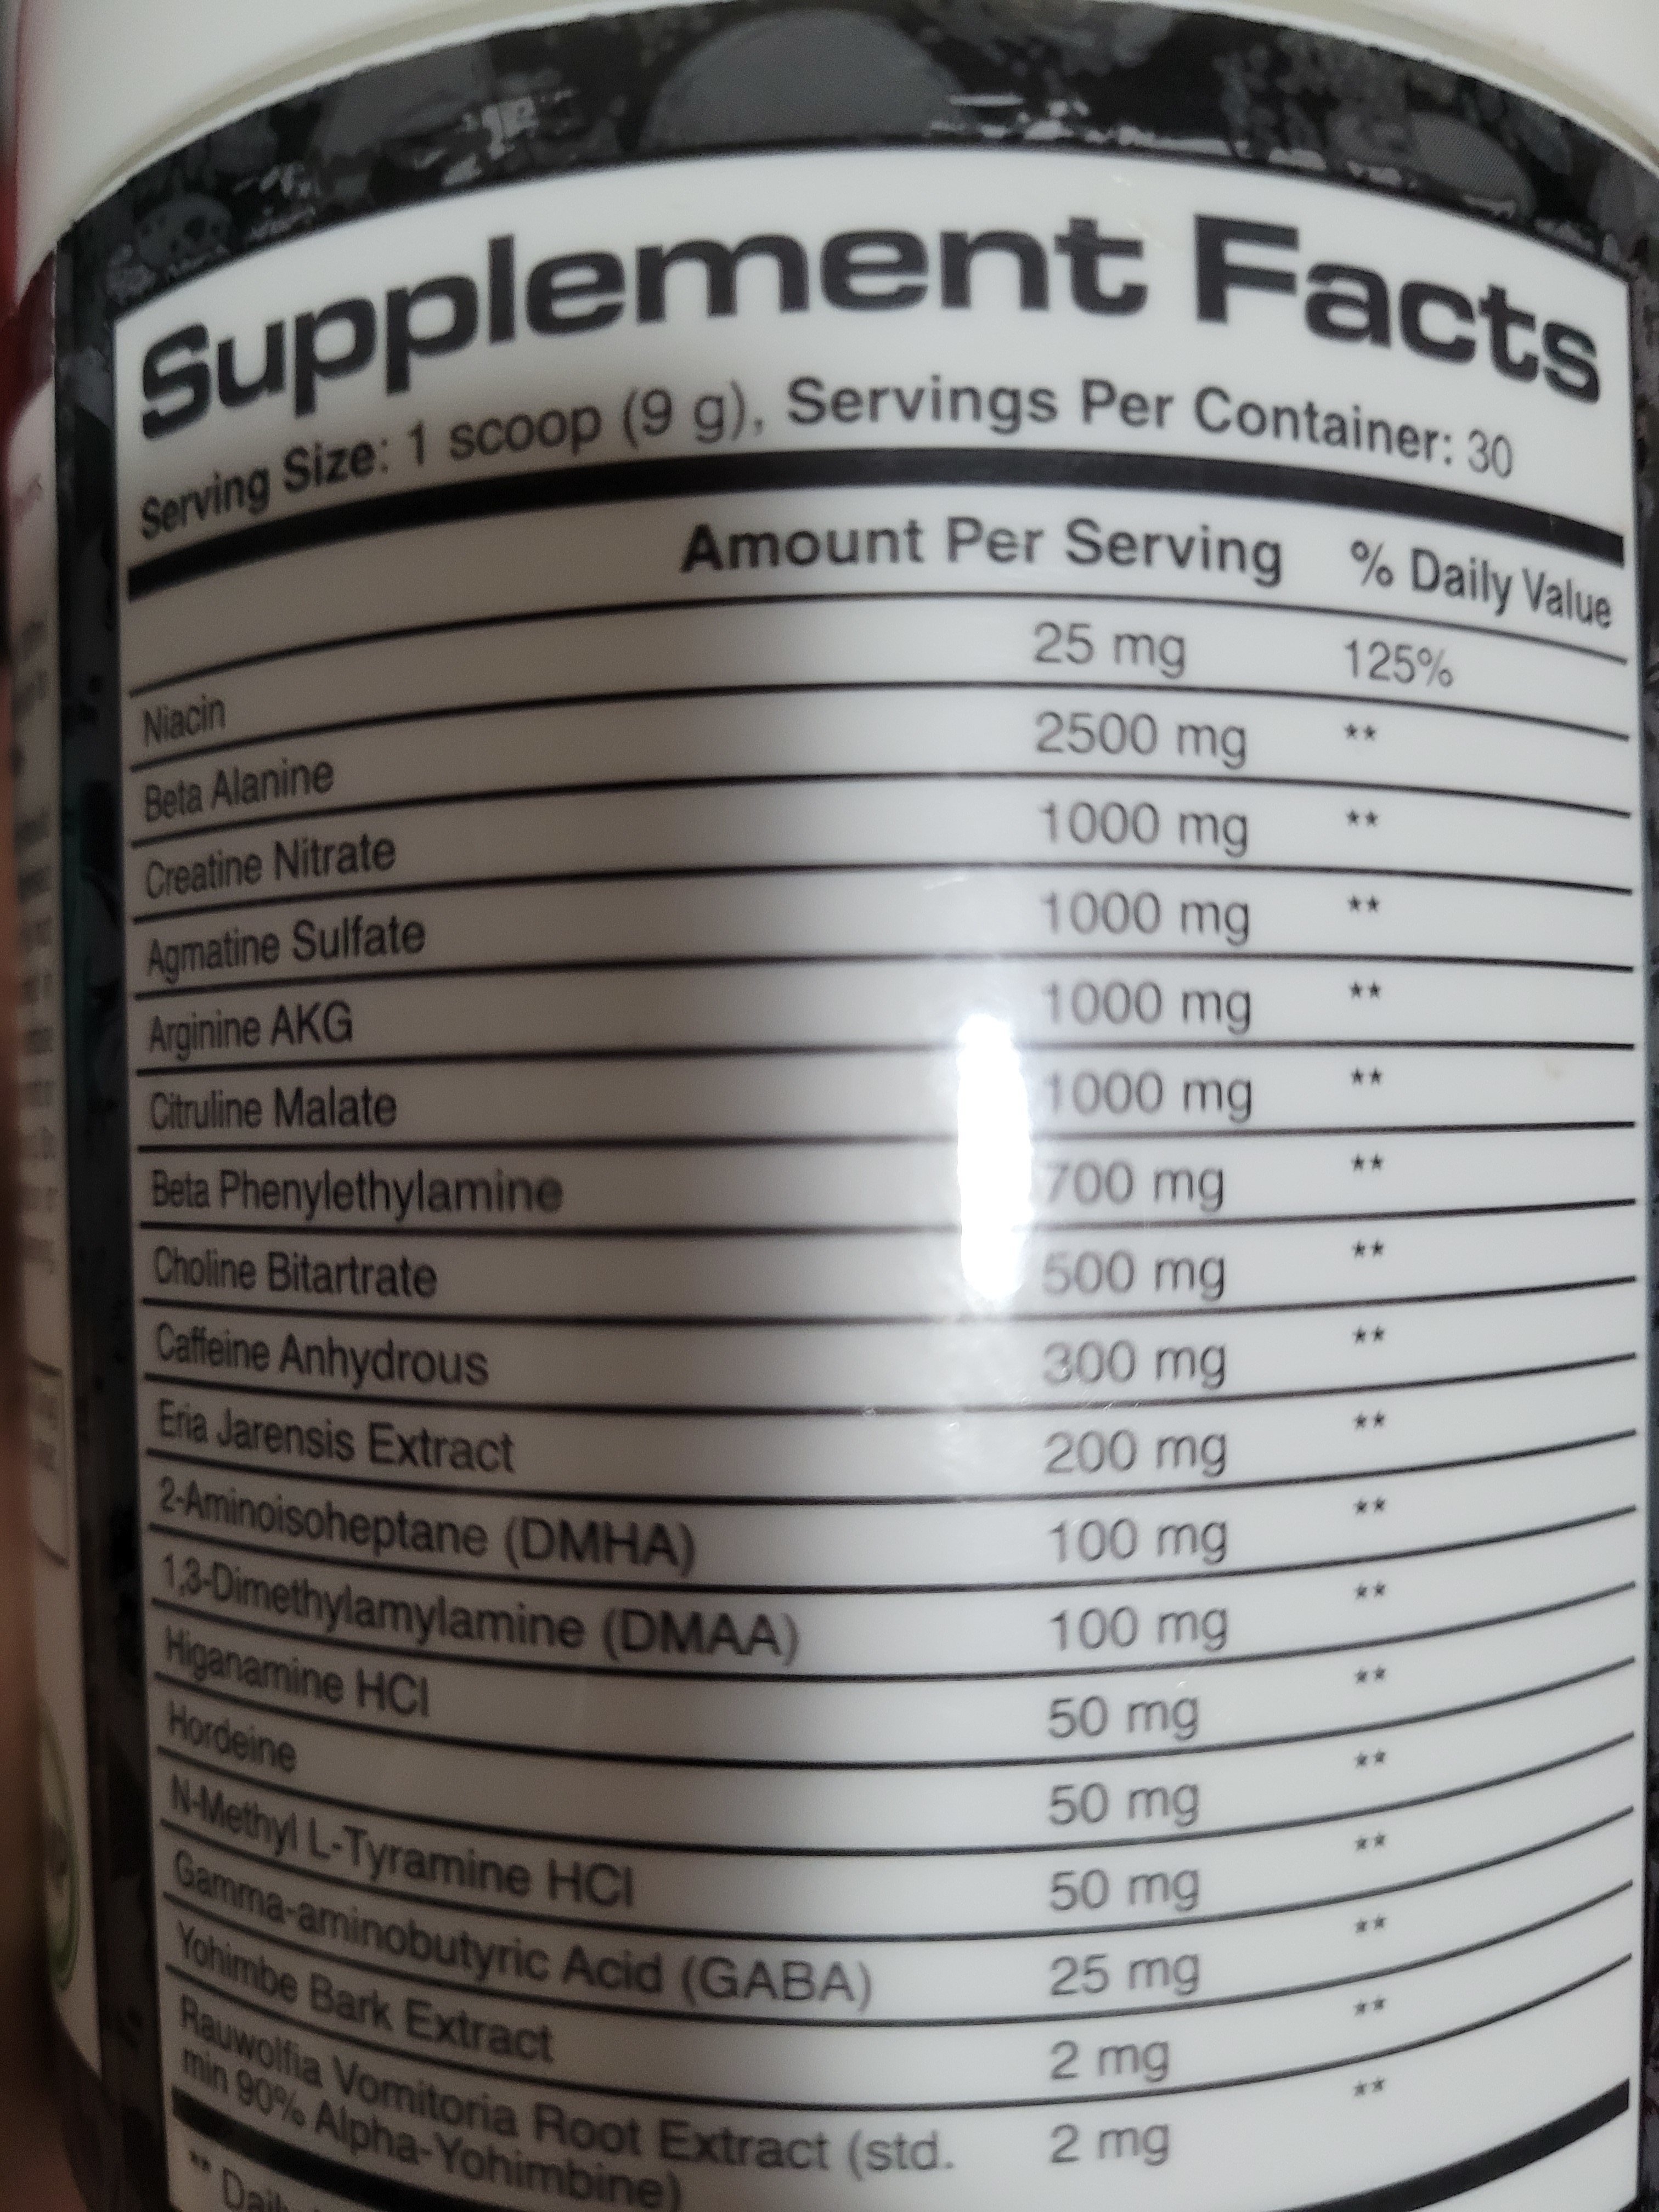 Supplement Facts
Serving Size: 1 scoop (9 g), Servings Per Container: 30
Amount Per Serving % Daily Value
Niacin 25 mg 125%
Beta Alanine 2500 mg **
Creatine Nitrate 1000 mg **
Agmatine Sulfate 1000 mg **
Arginine AKG 1000 mg **
Citruline Malate 1000 mg **
Beta Phenylethylamine 700 mg **
Choline Bitartrate 500 mg **
Caffeine Anhydrous 300 mg **
Eria Jarensis Extract 200 mg **
2-Aminoisoheptane (DMHA) 100 mg **
1,3-Dimethylamylamine (DMAA) 100 mg **
Higanamine HCl 50 mg **
Hordeine 50 mg **
N-Methyl L-Tyramine HCl 50 mg **
Gamma-aminobutyric Acid (GABA) 25 mg **
Yohimbe Bark Extract 2 mg **
Rauwolfia Vomitoria Root Extract (std. 2 mg **
min 90% Alpha-Yohimbine)
**